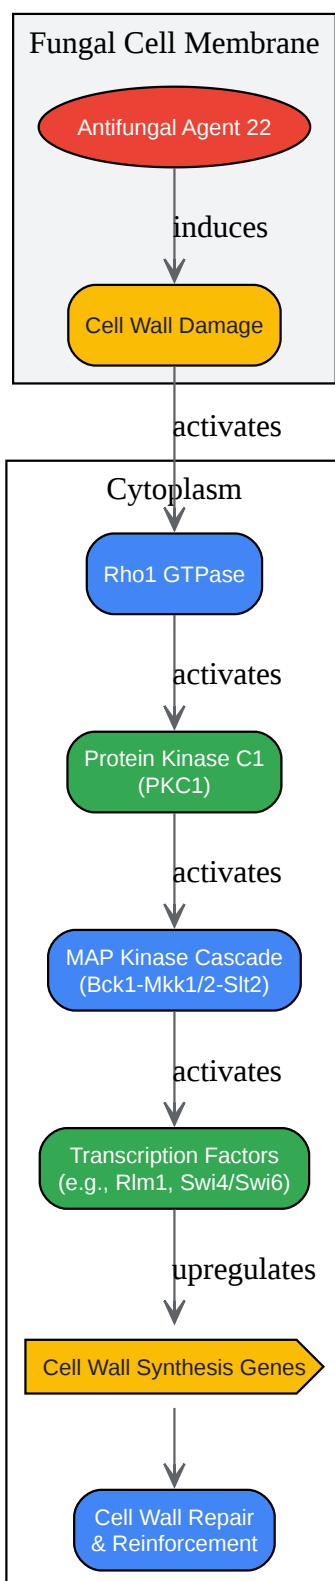 Fungal Cell Membrane
Antifungal Agent 22
induces
Cell Wall Damage
activates
Cytoplasm
Rho1 GTPase
activates
Protein Kinase C1
(PKC1)
activates
MAP Kinase Cascade
(Bck1-Mkk1/2-Slt2)
activates
Transcription Factors
(e.g., Rlm1, Swi4/Swi6)
upregulates
Cell Wall Synthesis Genes
Cell Wall Repair
& Reinforcement